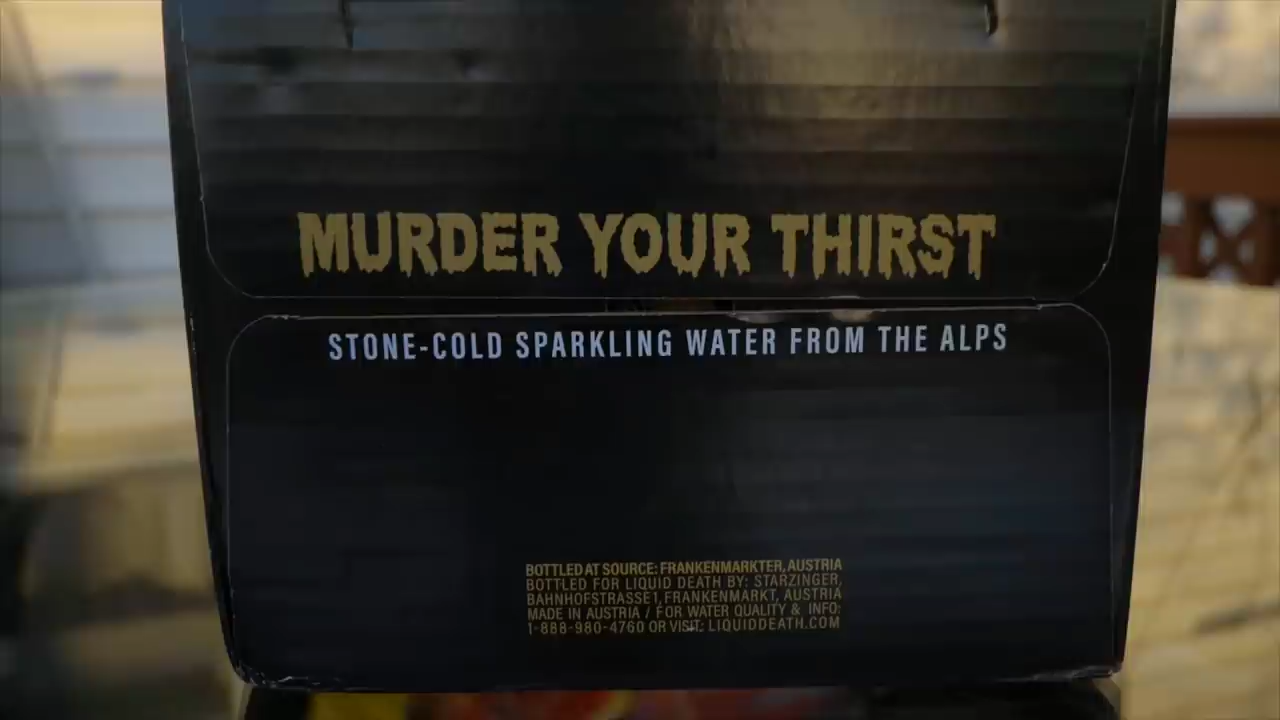 MURDER YOUR THIRST
STONE-COLD SPARKLING WATER FROM THE ALPS
BOTTLED AT SOURCE: FRANKENMARKTER, AUSTRIA
BOTTLED FOR LIQUID DEATH BY: STARZINGER,
BAHNHOFSTRASSE 1, FRANKENMARKT, AUSTRIA
MADE IN AUSTRIA / FOR WATER QUALITY & INFO:
1-888-980-4760 OR VISIT: LIQUIDDEATH.COM